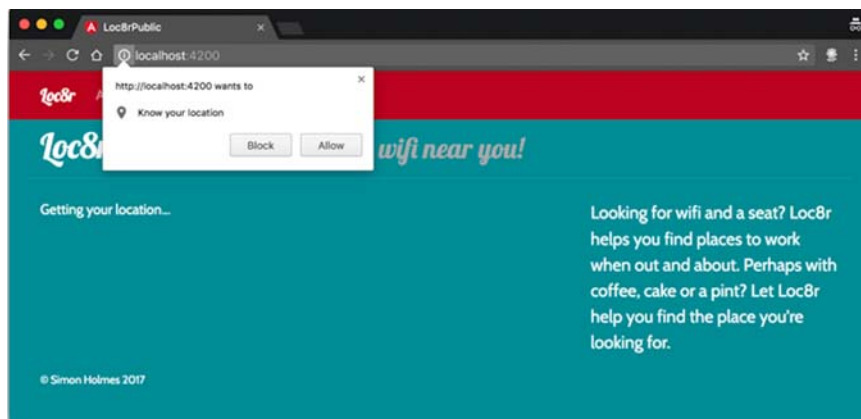 Loc8rPublic
localhost:4200
http://localhost:4200 wants to
Know your location
Block Allow
Loc8r A
Loc8r wifi near you!
Getting your location...
Looking for wifi and a seat? Loc8r
helps you find places to work
when out and about. Perhaps with
coffee, cake or a pint? Let Loc8r
help you find the place you're
looking for.
© Simon Holmes 2017